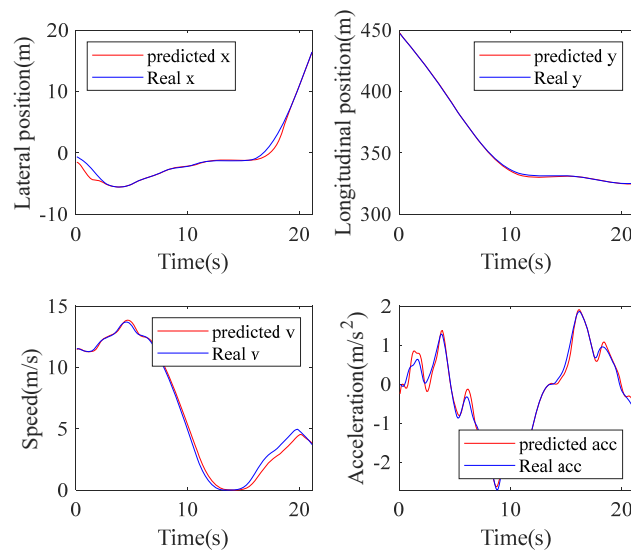 20
10
0
-10
0
10
20
Lateral position(m)
Time(s)
predicted x
Real x
450
400
350
300
0
10
20
Longitudinal position(m)
Time(s)
predicted y
Real y
15
10
5
0
0
10
20
Speed(m/s)
Time(s)
predicted v
Real v
2
1
0
-1
-2
0
10
20
Acceleration(m/s²)
Time(s)
predicted acc
Real acc